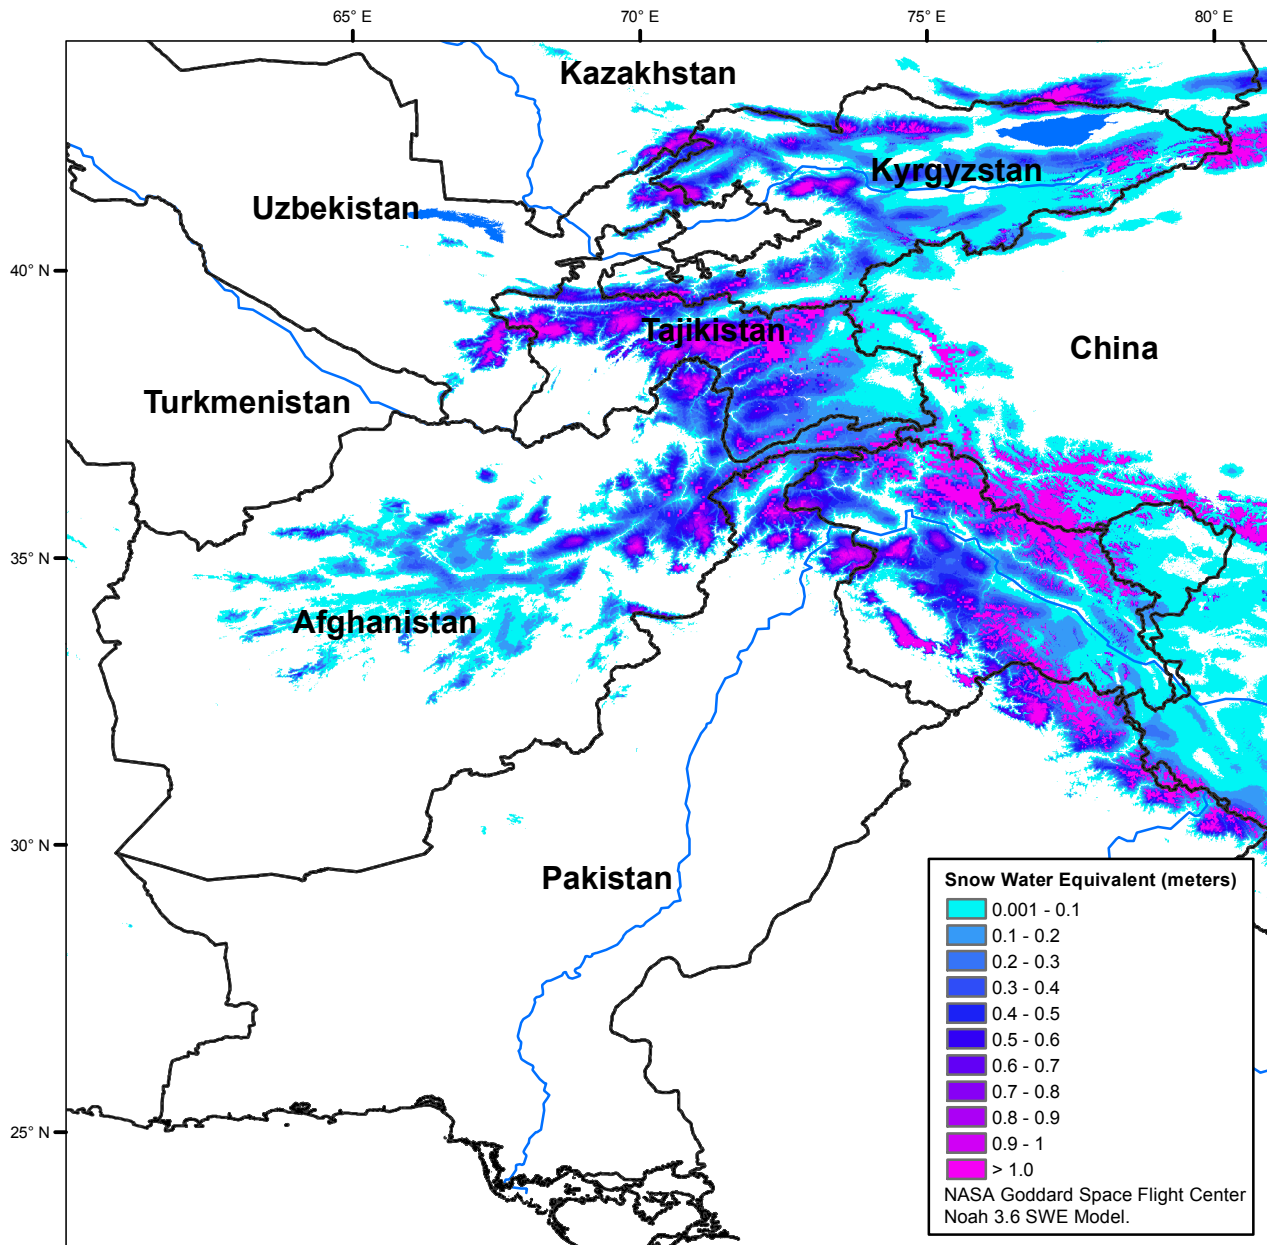 65° E
70° E
75° E
80° E
Kazakhstan
Kyrgyzstan
Uzbekistan
40° N
Tajikistan
China
Turkmenistan
35° N
Afghanistan
30° N
Pakistan
25° N
Snow Water Equivalent (meters)
0.001 - 0.1
0.1 - 0.2
0.2 - 0.3
0.3 - 0.4
0.4 - 0.5
0.5 - 0.6
0.6 - 0.7
0.7 - 0.8
0.8 - 0.9
0.9 - 1
> 1.0
NASA Goddard Space Flight Center
Noah 3.6 SWE Model.